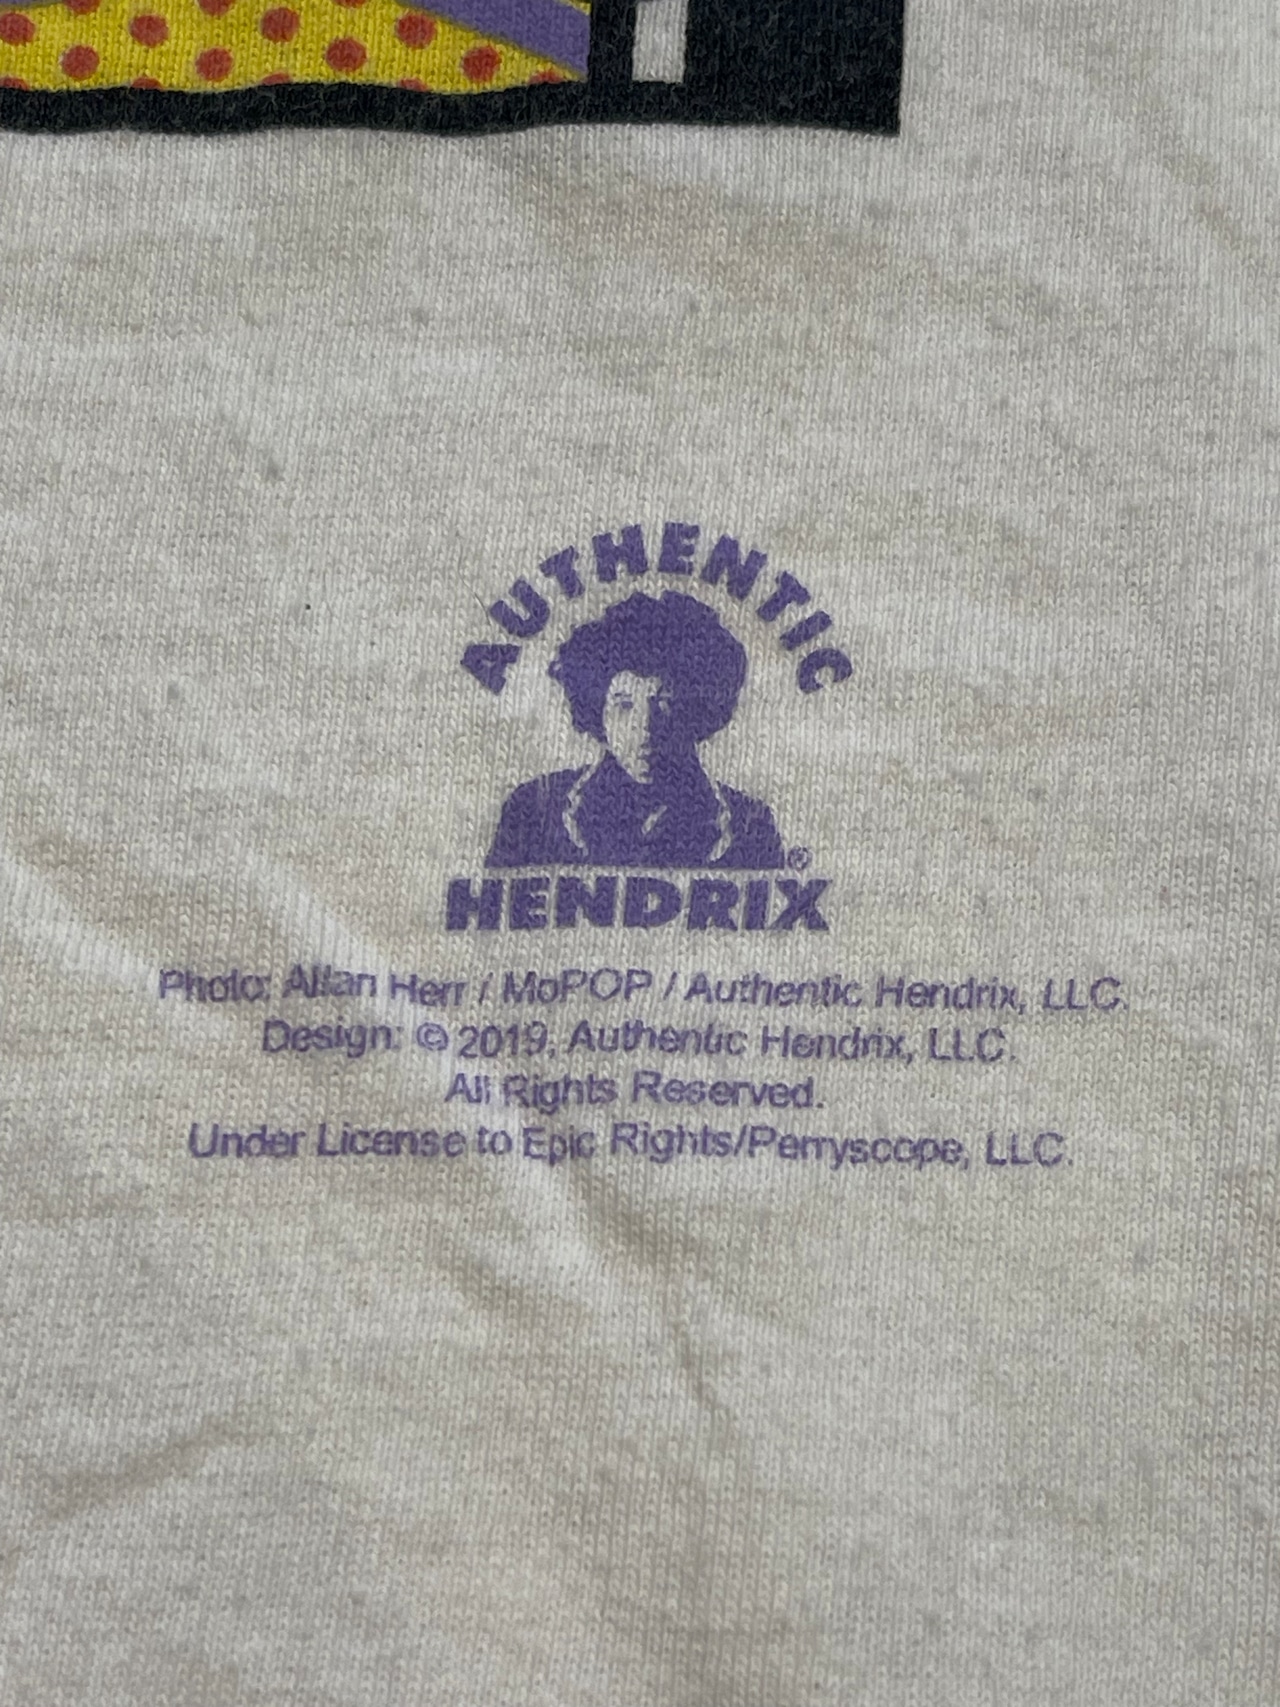 AUTHENTIC
HENDRIX®
Photo: Allan Herr / MoPOP / Authentic Hendrix, LLC.
Design: © 2019, Authentic Hendrix, LLC.
All Rights Reserved.
Under License to Epic Rights/Perryscope, LLC.